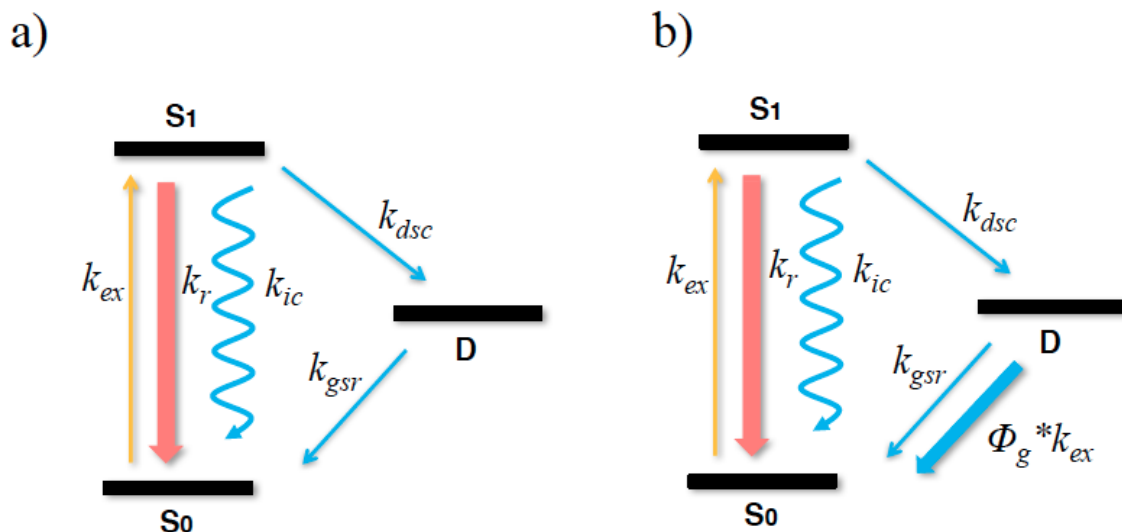 a)
S1
k_ex
k_r
k_ic
k_dsc
k_gsr
D
S0
b)
S1
k_ex
k_r
k_ic
k_dsc
k_gsr
D
Φ_g*k_ex
S0